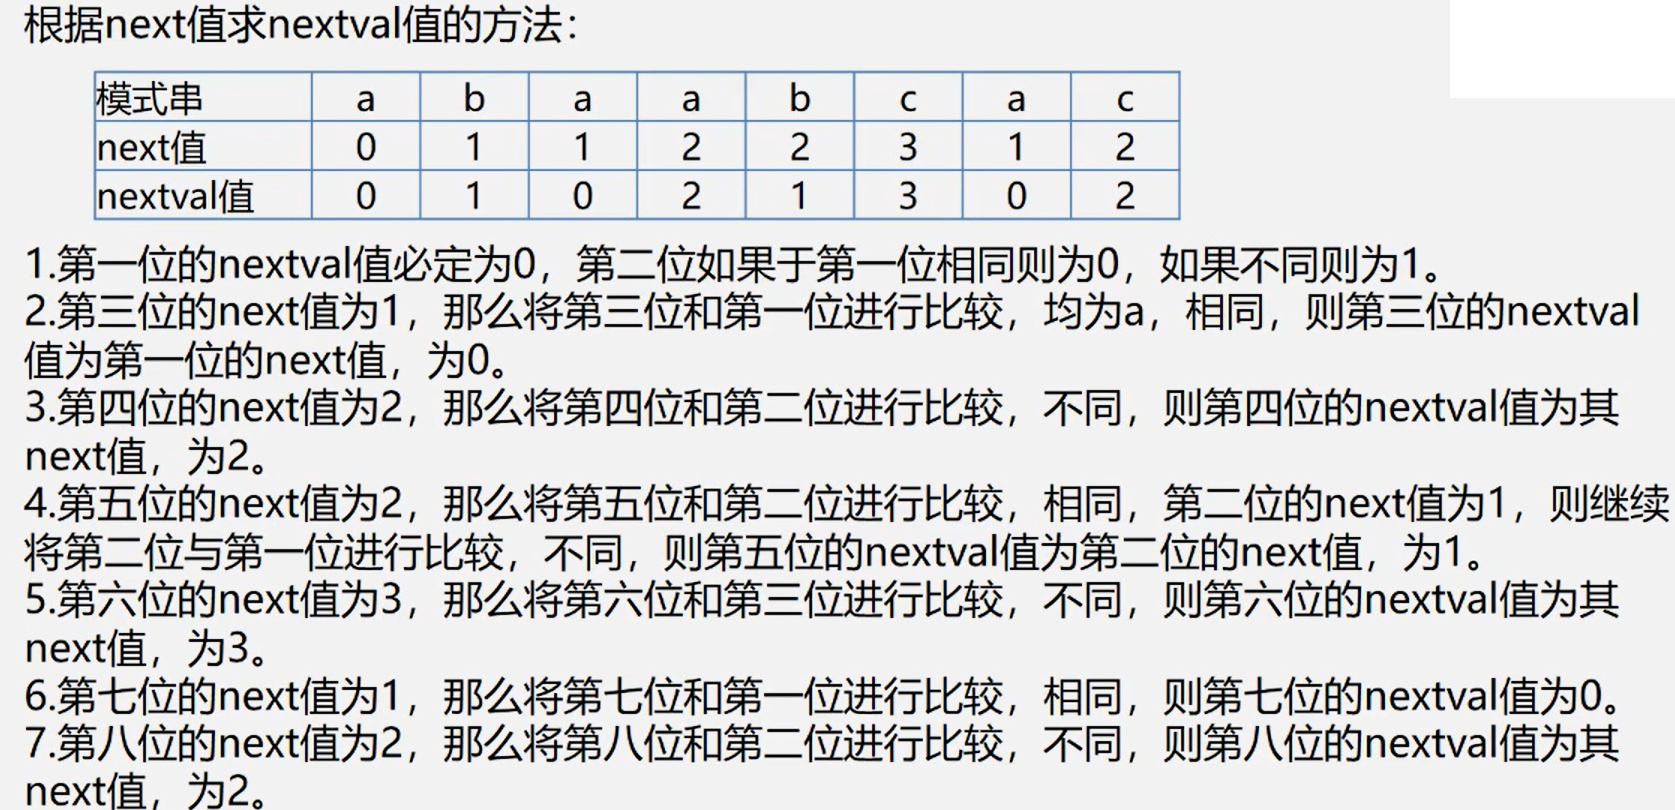 根据next值求nextval值的方法：
模式串 a b a a b c a c
next值 0 1 1 2 2 3 1 2
nextval值 0 1 0 2 1 3 0 2
1.第一位的nextval值必定为0，第二位如果于第一位相同则为0，如果不同则为1。
2.第三位的next值为1，那么将第三位和第一位进行比较，均为a，相同，则第三位的nextval
值为第一位的next值，为0。
3.第四位的next值为2，那么将第四位和第二位进行比较，不同，则第四位的nextval值为其
next值，为2。
4.第五位的next值为2，那么将第五位和第二位进行比较，相同，第二位的next值为1，则继续
将第二位与第一位进行比较，不同，则第五位的nextval值为第二位的next值，为1。
5.第六位的next值为3，那么将第六位和第三位进行比较，不同，则第六位的nextval值为其
next值，为3。
6.第七位的next值为1，那么将第七位和第一位进行比较，相同，则第七位的nextval值为0。
7.第八位的next值为2，那么将第八位和第二位进行比较，不同，则第八位的nextval值为其
next值，为2。